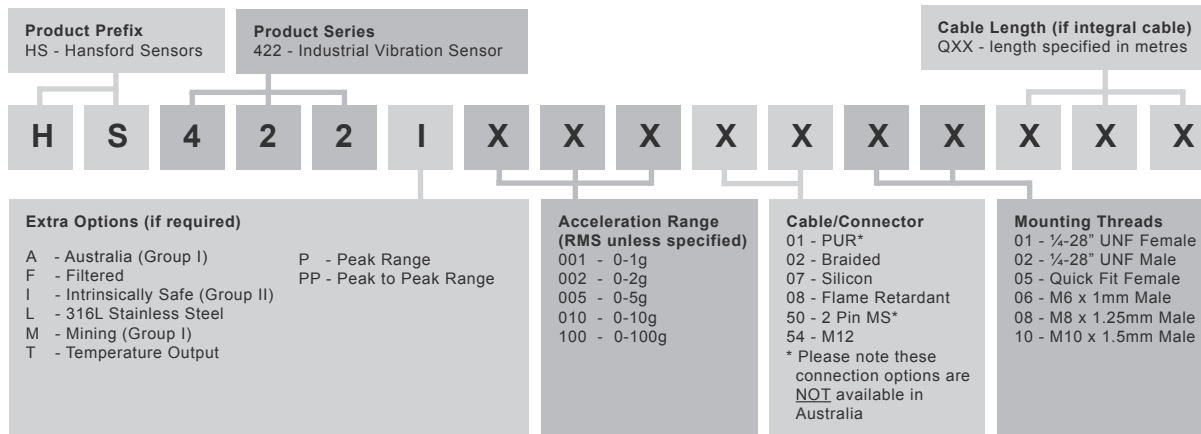 Product Prefix
HS - Hansford Sensors
Product Series
422 - Industrial Vibration Sensor
Cable Length (if integral cable)
QXX - length specified in metres
H S 4 2 2 I X X X X X X X X X X
Extra Options (if required)
A - Australia (Group I)
F - Filtered
I - Intrinsically Safe (Group II)
L - 316L Stainless Steel
M - Mining (Group I)
T - Temperature Output
P - Peak Range
PP - Peak to Peak Range
Acceleration Range
(RMS unless specified)
001 - 0-1g
002 - 0-2g
005 - 0-5g
010 - 0-10g
100 - 0-100g
Cable/Connector
01 - PUR*
02 - Braided
07 - Silicon
08 - Flame Retardant
50 - 2 Pin MS*
54 - M12
* Please note these
connection options are
NOT available in
Australia
Mounting Threads
01 - ¼-28” UNF Female
02 - ¼-28” UNF Male
05 - Quick Fit Female
06 - M6 x 1mm Male
08 - M8 x 1.25mm Male
10 - M10 x 1.5mm Male